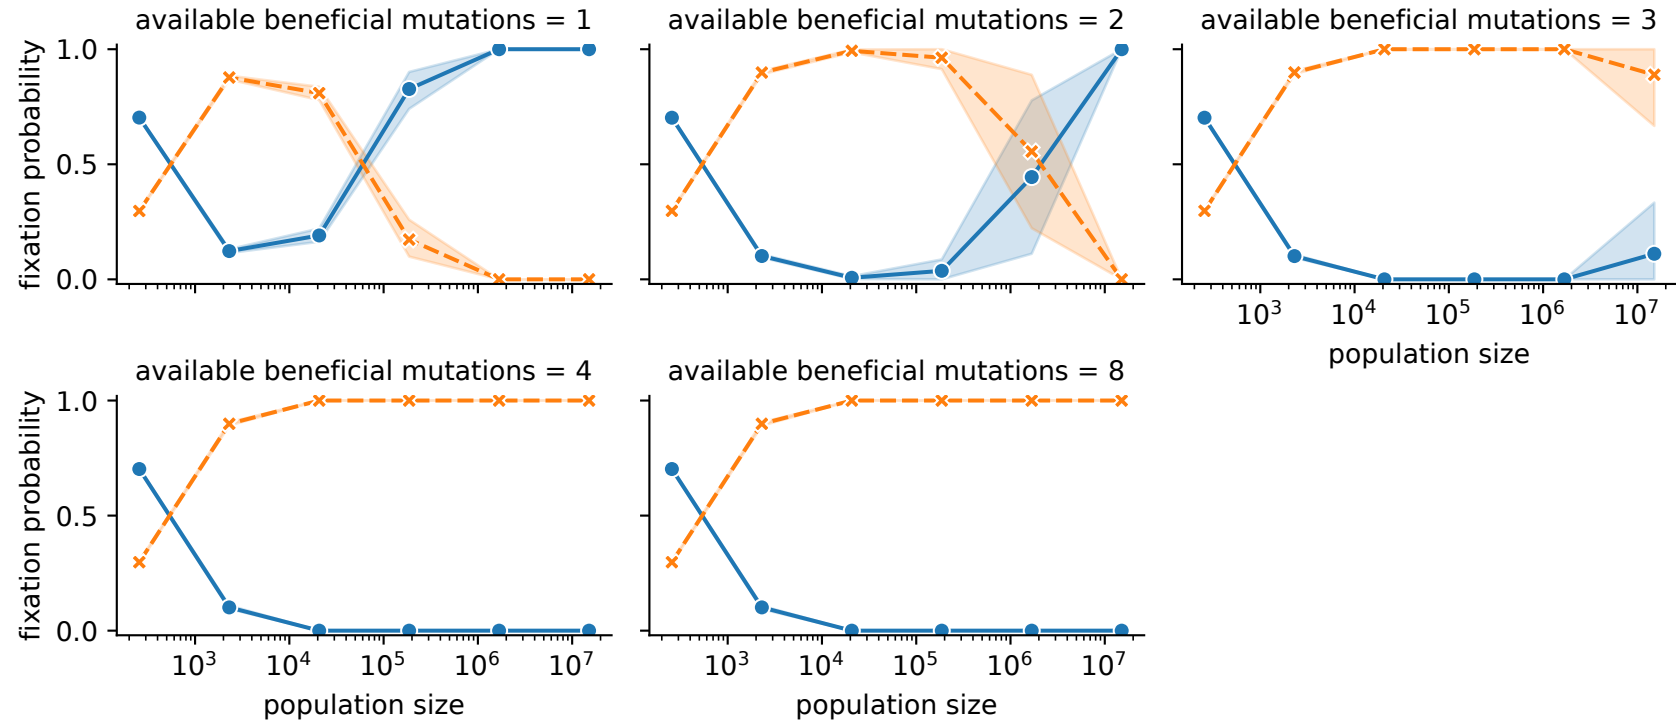 available beneficial mutations = 1
available beneficial mutations = 2
available beneficial mutations = 3
fixation probability
1.0
0.5
0.0
10³ 10⁴ 10⁵ 10⁶ 10⁷
population size
available beneficial mutations = 4
available beneficial mutations = 8
fixation probability
1.0
0.5
0.0
10³ 10⁴ 10⁵ 10⁶ 10⁷
10³ 10⁴ 10⁵ 10⁶ 10⁷
population size
population size